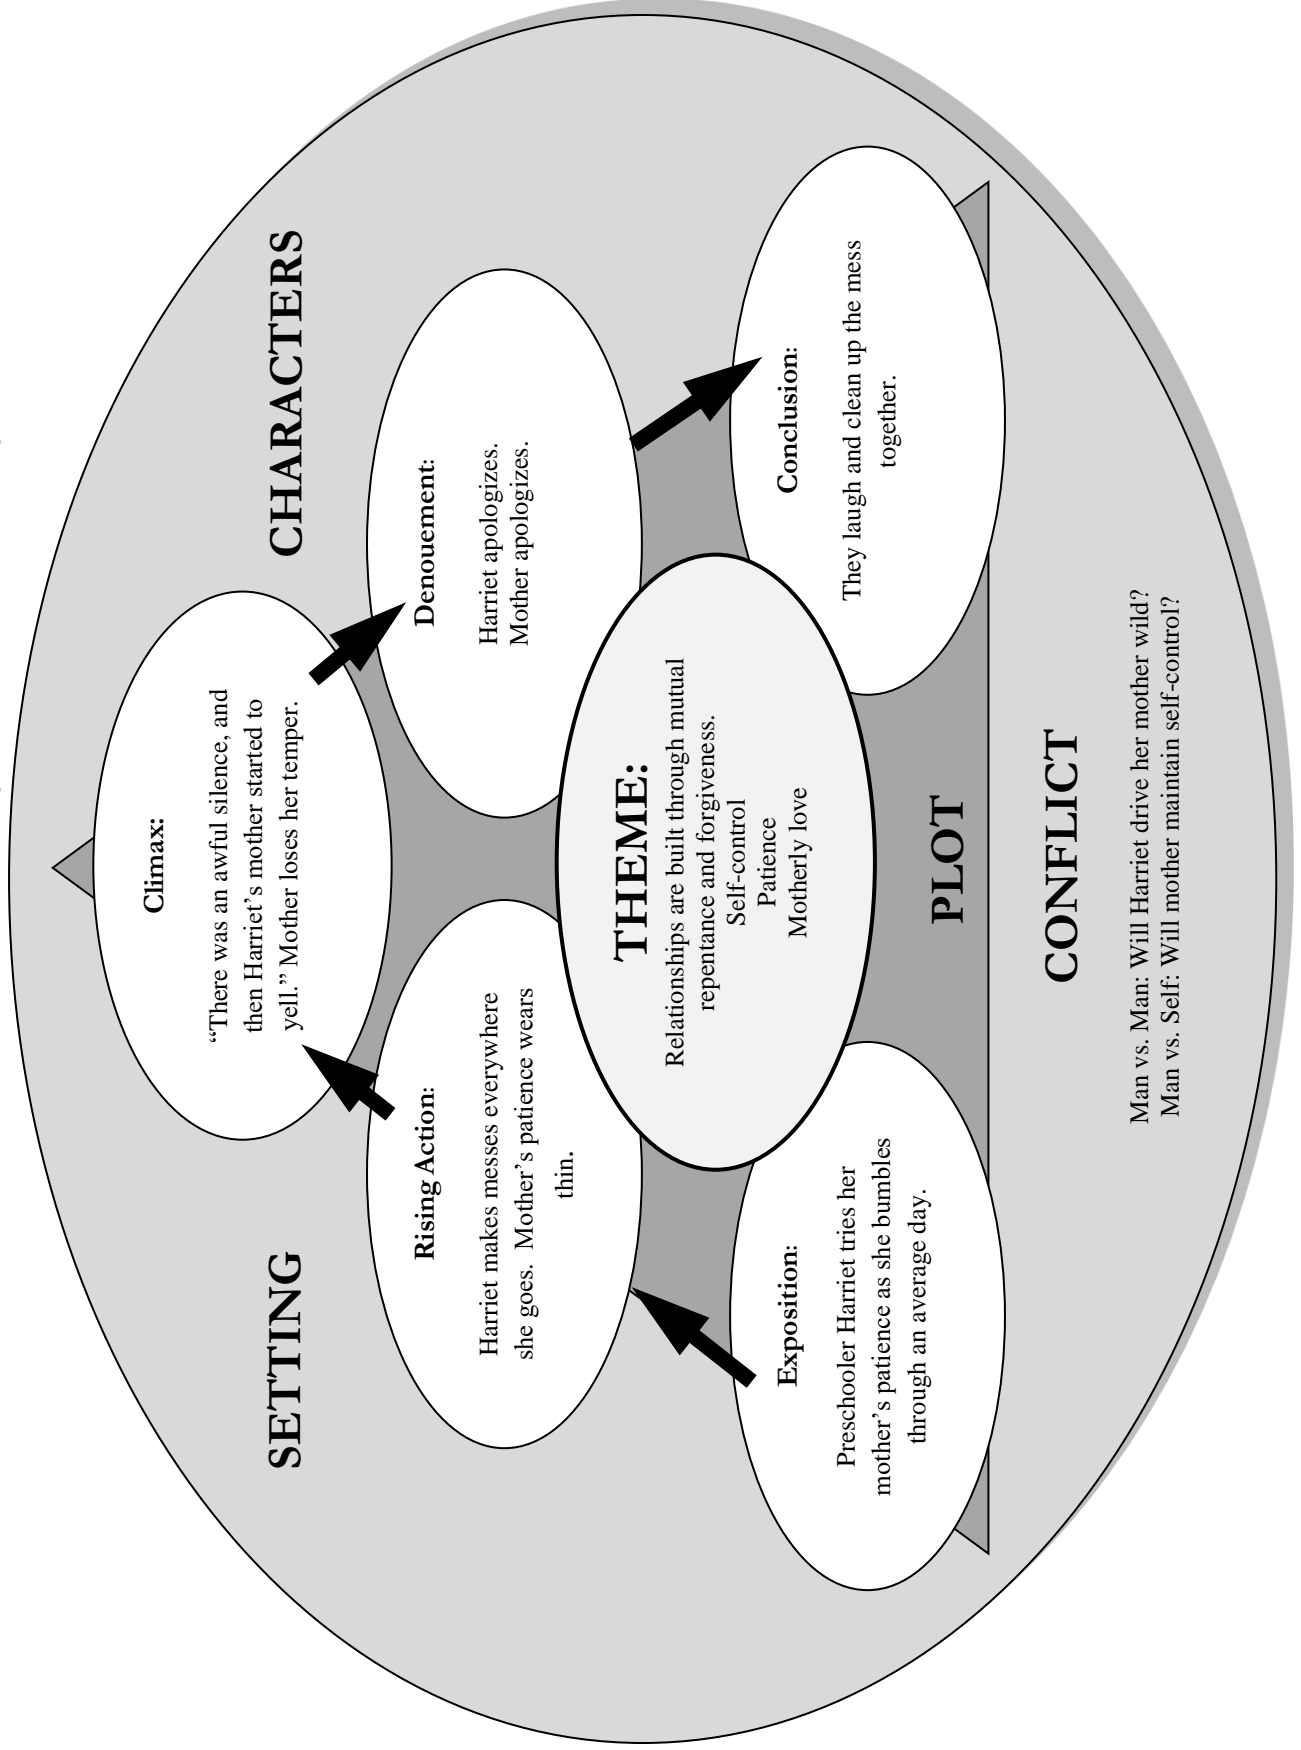 Climax:
“There was an awful silence, and
then Harriet’s mother started to
yell.” Mother loses her temper.
SETTING
CHARACTERS
Rising Action:
Harriet makes messes everywhere
she goes. Mother’s patience wears
thin.
Denouement:
Harriet apologizes.
Mother apologizes.
THEME:
Relationships are built through mutual
repentance and forgiveness.
Self-control
Patience
Motherly love
Exposition:
Preschooler Harriet tries her
mother’s patience as she bumbles
through an average day.
Conclusion:
They laugh and clean up the mess
together.
PLOT
CONFLICT
Man vs. Man: Will Harriet drive her mother wild?
Man vs. Self: Will mother maintain self-control?